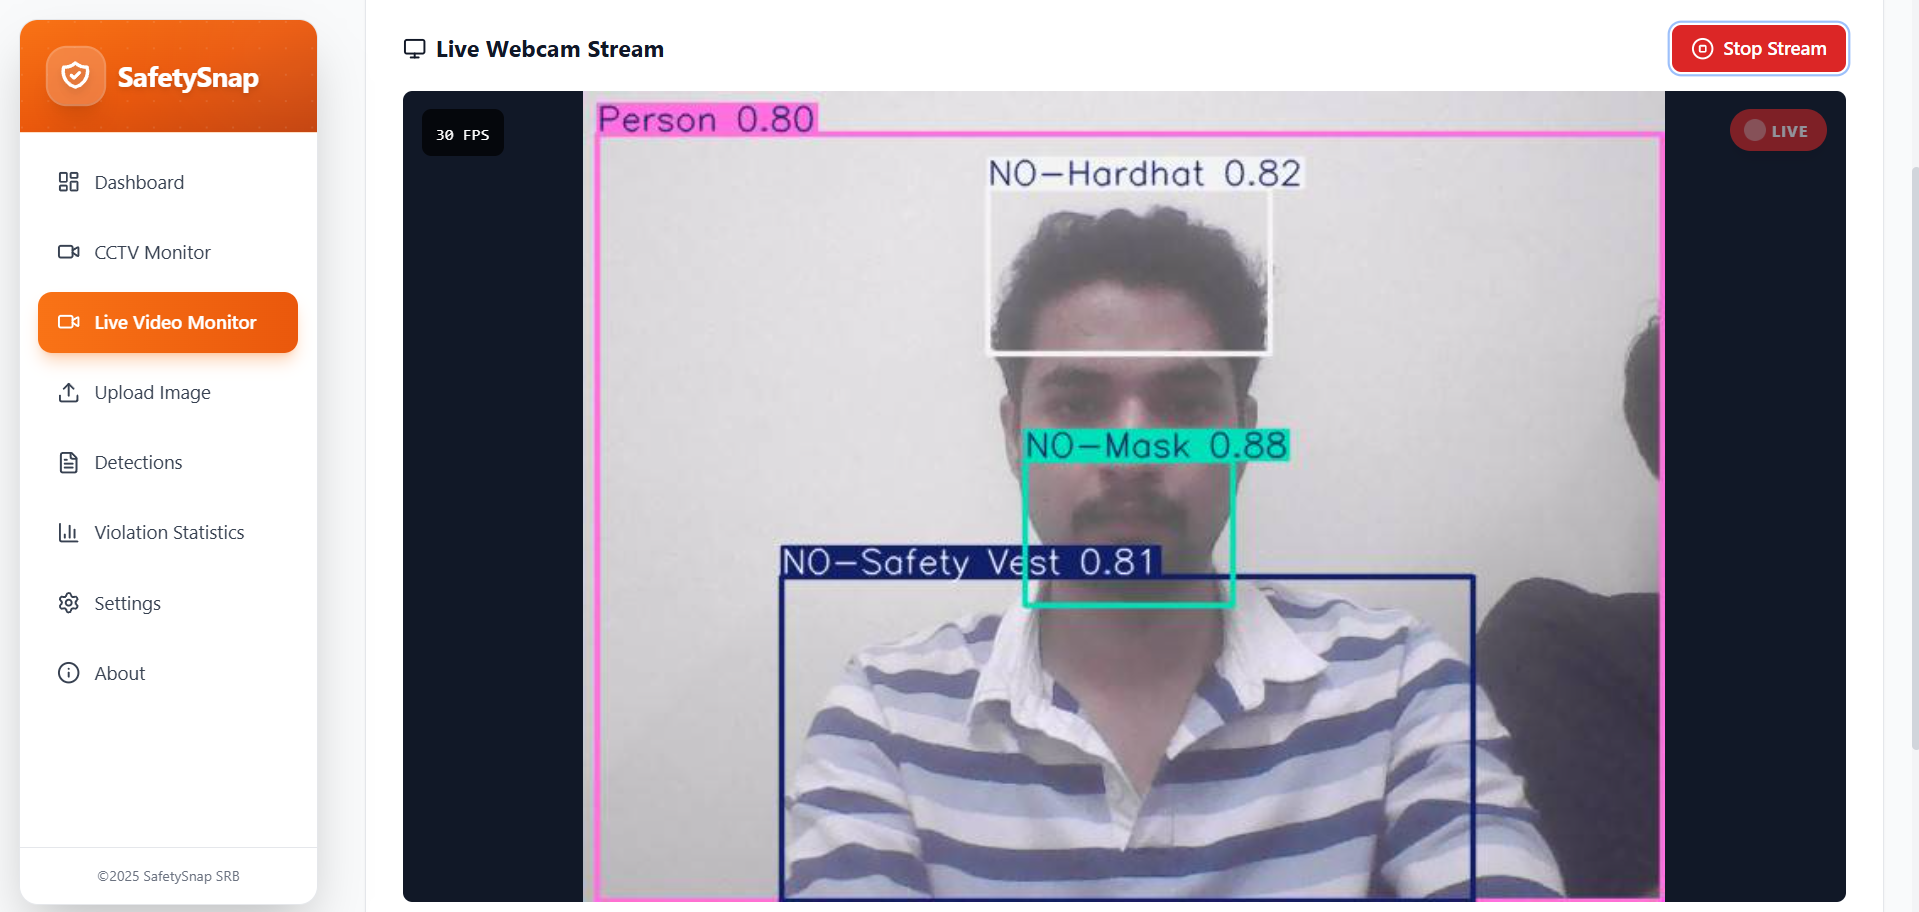 SafetySnap
Dashboard
CCTV Monitor
Live Video Monitor
Upload Image
Detections
Violation Statistics
Settings
About
©2025 SafetySnap SRB
Live Webcam Stream
Stop Stream
30 FPS
LIVE
Person 0.80
NO-Hardhat 0.82
NO-Mask 0.88
NO-Safety Vest 0.81